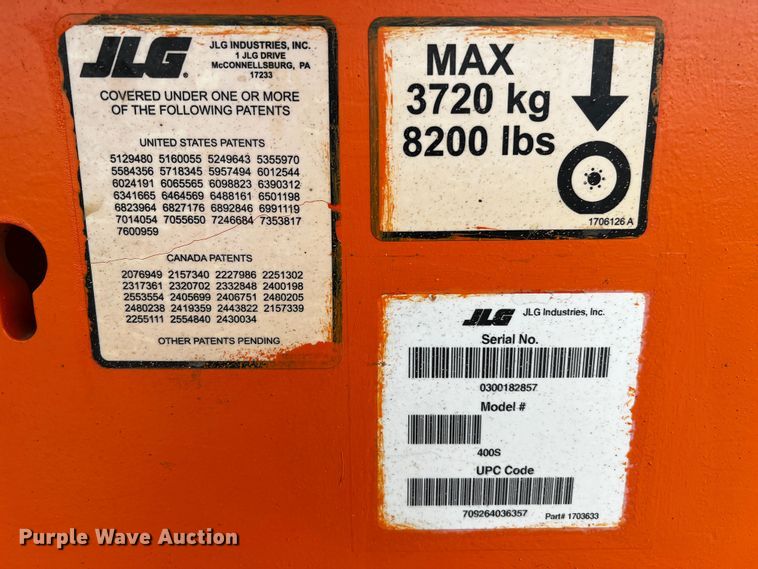 JLG®
JLG INDUSTRIES, INC.
1 JLG DRIVE
McCONNELLSBURG, PA
17233
COVERED UNDER ONE OR MORE
OF THE FOLLOWING PATENTS
UNITED STATES PATENTS
5129480 5160055 5249643 5355970
5584356 5718345 5957494 6012544
6024191 6065565 6098823 6390312
6341665 6464569 6488161 6501198
6823964 6827176 6892846 6991119
7014054 7055650 7246684 7353817
7600959
CANADA PATENTS
2076949 2157340 2227986 2251302
2317361 2320702 2332848 2400198
2553554 2405699 2406751 2480205
2480238 2419359 2443822 2157339
2255111 2554840 2430034
OTHER PATENTS PENDING
MAX
3720 kg
8200 lbs
1706126 A
JLG JLG Industries, Inc.
Serial No.
0300182857
Model #
400S
UPC Code
709264036357
Part# 1703633
Purple Wave Auction®